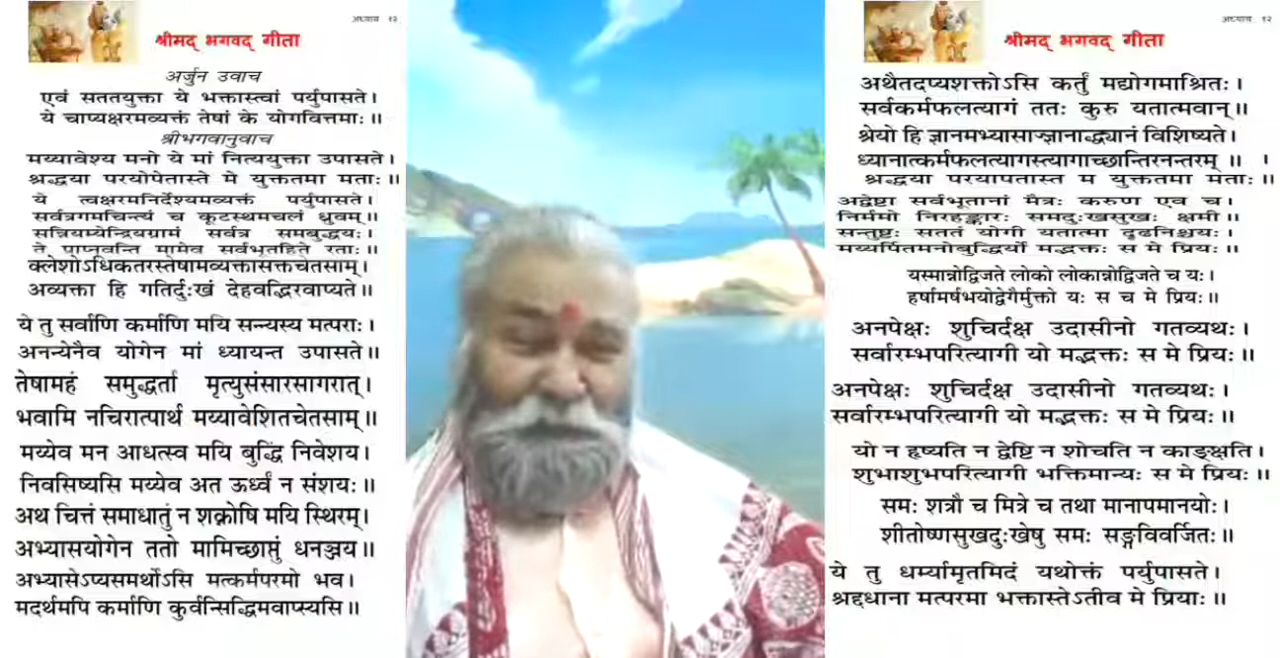 अध्याय १२
श्रीमद् भगवद् गीता
अर्जुन उवाच
एवं सततयुक्ता ये भक्तास्त्वां पर्युपासते।
ये चाप्यक्षरमव्यक्तं तेषां के योगवित्तमाः॥
श्रीभगवानुवाच
मय्यावेश्य मनो ये मां नित्ययुक्ता उपासते।
श्रद्धया परयोपेतास्ते मे युक्ततमा मताः॥
ये त्वक्षरमनिर्देश्यमव्यक्तं पर्युपासते।
सर्वत्रगमचिन्त्यं च कूटस्थमचलं ध्रुवम्॥
सन्नियम्येन्द्रियग्रामं सर्वत्र समबुद्धयः।
ते प्राप्नुवन्ति मामेव सर्वभूतहिते रताः॥
क्लेशोऽधिकतरस्तेषामव्यक्तासक्तचेतसाम्।
अव्यक्ता हि गतिर्दुःखं देहवद्भिरवाप्यते॥
ये तु सर्वाणि कर्माणि मयि सन्न्यस्य मत्पराः।
अनन्येनैव योगेन मां ध्यायन्त उपासते॥
तेषामहं समुद्धर्ता मृत्युसंसारसागरात्।
भवामि नचिरात्पार्थ मय्यावेशितचेतसाम्॥
मय्येव मन आधत्स्व मयि बुद्धिं निवेशय।
निवसिष्यसि मय्येव अत ऊर्ध्वं न संशयः॥
अथ चित्तं समाधातुं न शक्नोषि मयि स्थिरम्।
अभ्यासयोगेन ततो मामिच्छाप्तुं धनञ्जय॥
अभ्यासेऽप्यसमर्थोऽसि मत्कर्मपरमो भव।
मदर्थमपि कर्माणि कुर्वन्सिद्धिमवाप्स्यसि॥
अध्याय १२
श्रीमद् भगवद् गीता
अथैतदप्यशक्तोऽसि कर्तुं मद्योगमाश्रितः।
सर्वकर्मफलत्यागं ततः कुरु यतात्मवान्॥
श्रेयो हि ज्ञानमभ्यासाज्ज्ञानाद्ध्यानं विशिष्यते।
ध्यानात्कर्मफलत्यागस्त्यागाच्छान्तिरनन्तरम् ॥ ।
श्रद्धया परयापतास्त म युक्ततमा मताः॥
अद्वेष्टा सर्वभूतानां मैत्रः करुण एव च।
निर्ममो निरहङ्कारः समदुःखसुखः क्षमी॥
सन्तुष्टः सततं योगी यतात्मा दृढनिश्चयः।
मय्यर्पितमनोबुद्धिर्यो मद्भक्तः स मे प्रियः॥
यस्मान्नोद्विजते लोको लोकान्नोद्विजते च यः।
हर्षामर्षभयोद्वेगैर्मुक्तो यः स च मे प्रियः॥
अनपेक्षः शुचिर्दक्ष उदासीनो गतव्यथः।
सर्वारम्भपरित्यागी यो मद्भक्तः स मे प्रियः॥
अनपेक्षः शुचिर्दक्ष उदासीनो गतव्यथः।
सर्वारम्भपरित्यागी यो मद्भक्तः स मे प्रियः॥
यो न हृष्यति न द्वेष्टि न शोचति न काङ्क्षति।
शुभाशुभपरित्यागी भक्तिमान्यः स मे प्रियः॥
समः शत्रौ च मित्रे च तथा मानापमानयोः।
शीतोष्णसुखदुःखेषु समः सङ्गविवर्जितः॥
ये तु धर्म्यामृतमिदं यथोक्तं पर्युपासते।
श्रद्दधाना मत्परमा भक्तास्तेऽतीव मे प्रियाः॥